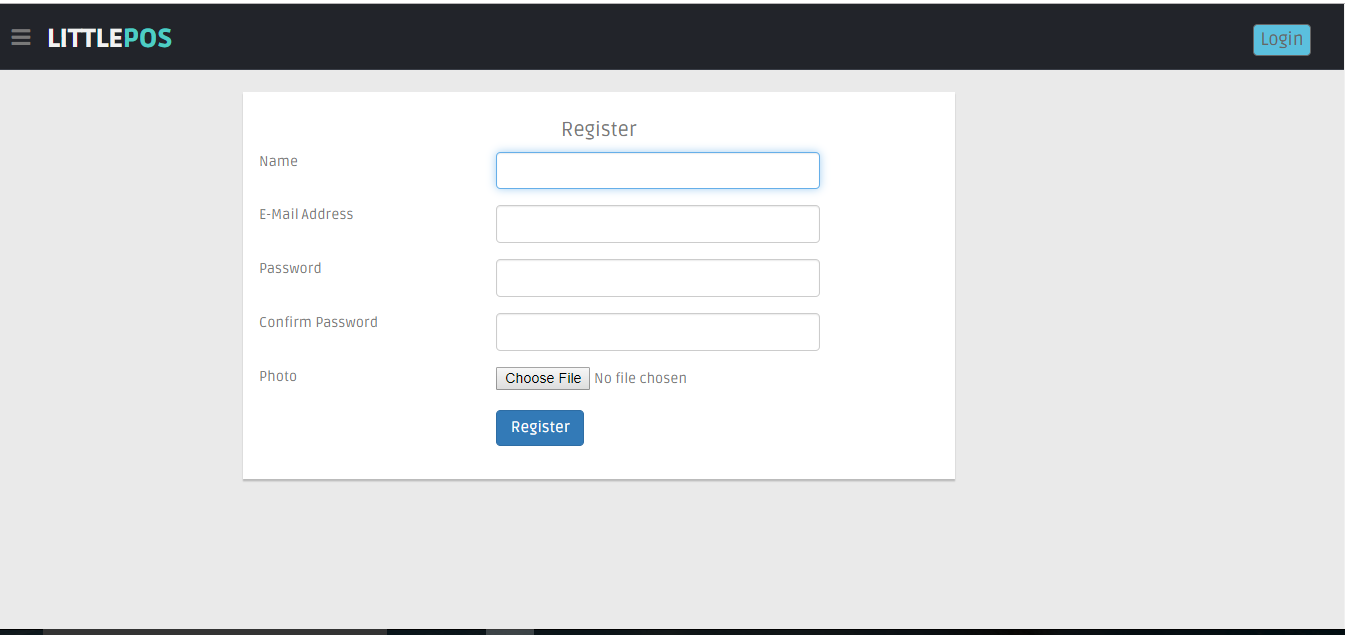 LITTLEPOS
Login
Register
Name
E-Mail Address
Password
Confirm Password
Photo
Choose File No file chosen
Register